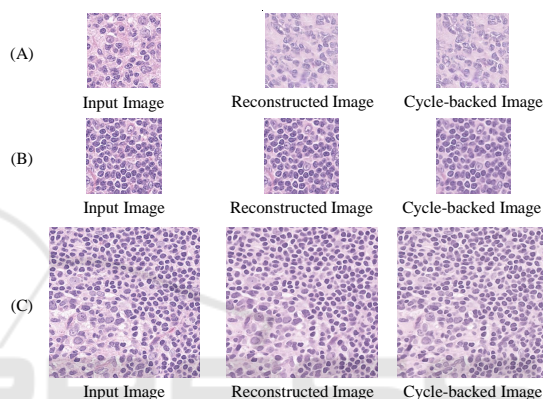 (A)
Input Image Reconstructed Image Cycle-backed Image
(B)
Input Image Reconstructed Image Cycle-backed Image
(C)
Input Image Reconstructed Image Cycle-backed Image